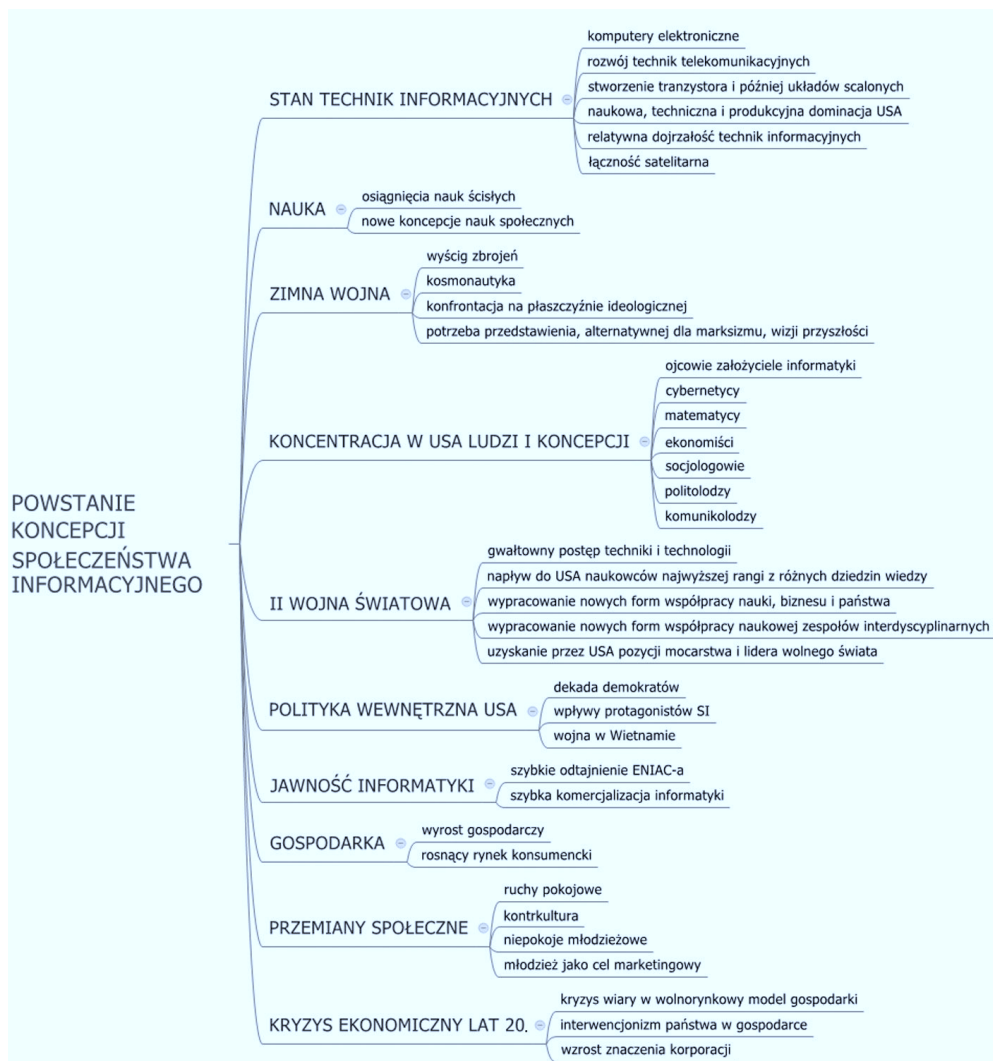 POWSTANIE
KONCEPCJI
SPOŁECZEŃSTWA
INFORMACYJNEGO
STAN TECHNIK INFORMACYJNYCH
komputery elektroniczne
rozwój technik telekomunikacyjnych
stworzenie tranzystora i później układów scalonych
naukowa, techniczna i produkcyjna dominacja USA
relatywna dojrzałość technik informacyjnych
łączność satelitarna
NAUKA
osiągnięcia nauk ścisłych
nowe koncepcje nauk społecznych
ZIMNA WOJNA
wyścig zbrojeń
kosmonautyka
konfrontacja na płaszczyźnie ideologicznej
potrzeba przedstawienia, alternatywnej dla marksizmu, wizji przyszłości
KONCENTRACJA W USA LUDZI I KONCEPCJI
ojcowie założyciele informatyki
cybernetycy
matematycy
ekonomiści
socjologowie
politolodzy
komunikolodzy
II WOJNA ŚWIATOWA
gwałtowny postęp techniki i technologii
napływ do USA naukowców najwyższej rangi z różnych dziedzin wiedzy
wypracowanie nowych form współpracy nauki, biznesu i państwa
wypracowanie nowych form współpracy naukowej zespołów interdyscyplinarnych
uzyskanie przez USA pozycji mocarstwa i lidera wolnego świata
POLITYKA WEWNĘTRZNA USA
dekada demokratów
wpływy protagonistów SI
wojna w Wietnamie
JAWNOŚĆ INFORMATYKI
szybkie odtajnienie ENIAC-a
szybka komercjalizacja informatyki
GOSPODARKA
wyrost gospodarczy
rosnący rynek konsumencki
PRZEMIANY SPOŁECZNE
ruchy pokojowe
kontrkultura
niepokoje młodzieżowe
młodzież jako cel marketingowy
KRYZYS EKONOMICZNY LAT 20.
kryzys wiary w wolnorynkowy model gospodarki
interwencjonizm państwa w gospodarce
wzrost znaczenia korporacji